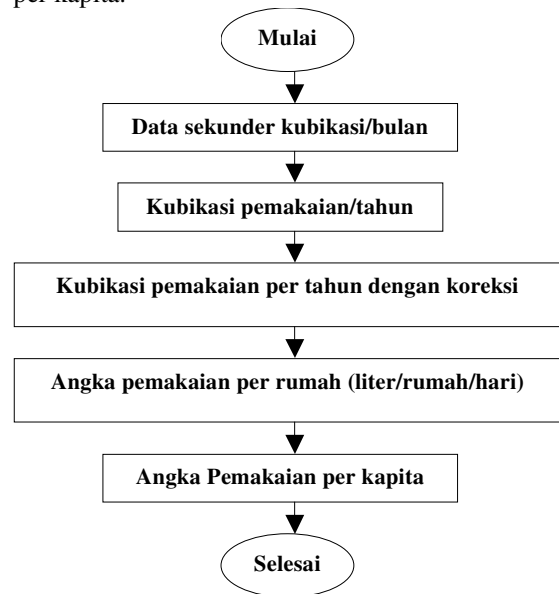 per kapita.
Mulai
Data sekunder kubikasi/bulan
Kubikasi pemakaian/tahun
Kubikasi pemakaian per tahun dengan koreksi
Angka pemakaian per rumah (liter/rumah/hari)
Angka Pemakaian per kapita
Selesai